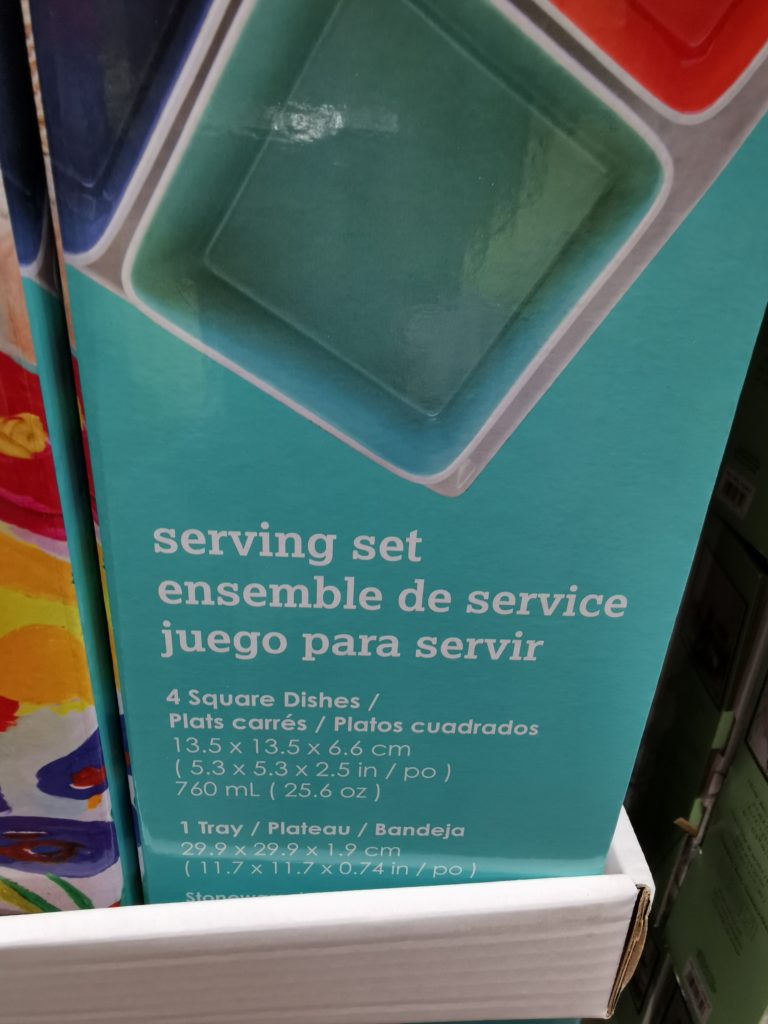 serving set
ensemble de service
juego para servir
4 Square Dishes /
Plats carrés / Platos cuadrados
13.5 x 13.5 x 6.6 cm
( 5.3 x 5.3 x 2.5 in / po )
760 mL ( 25.6 oz )
1 Tray / Plateau / Bandeja
29.9 x 29.9 x 1.9 cm
( 11.7 x 11.7 x 0.74 in / po )